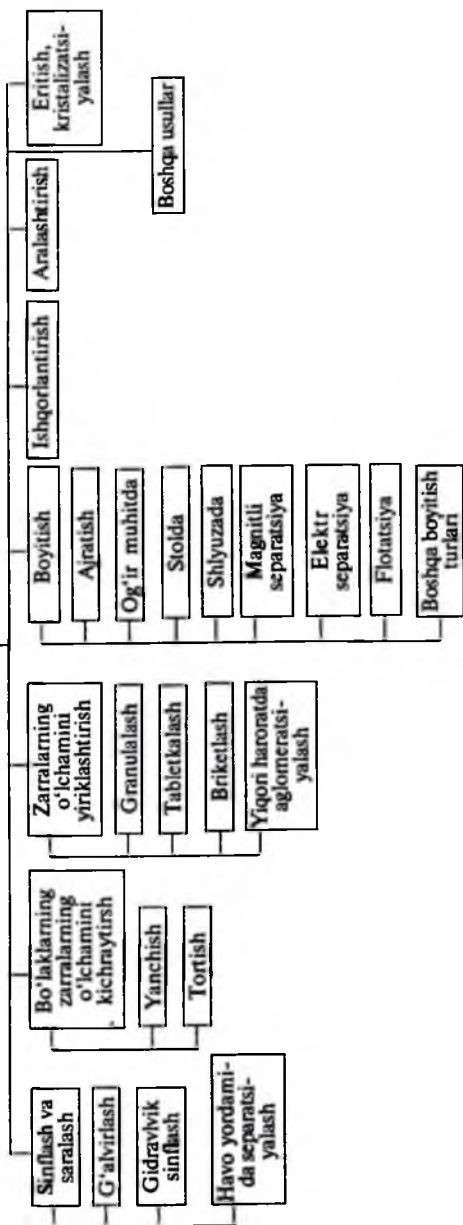 Sinflash va
saralash
G‘alvirlash
Gidravlvik
sinflash
Havo yordami-
da separatsi-
yalash
Bo‘laklarning
zarralarning
o‘lchamini
kichraytirsh
Yanchish
Tortish
Zarralarning
o‘lchamini
yiriklashtirish
Granulalash
Tabletkalash
Briketlash
Yiqori haroratda
aglomeratsi-
yalash
Boyitish
Ajratish
Og‘ir muhitda
Stolda
Shlyuzada
Magnitli
separatsiya
Elektr
separatsiya
Flotatsiya
Boshqa boyitish
turlari
Ishqorlantirish
Aralashtirish
Eritish,
kristalizatsi-
yalash
Boshqa usullar